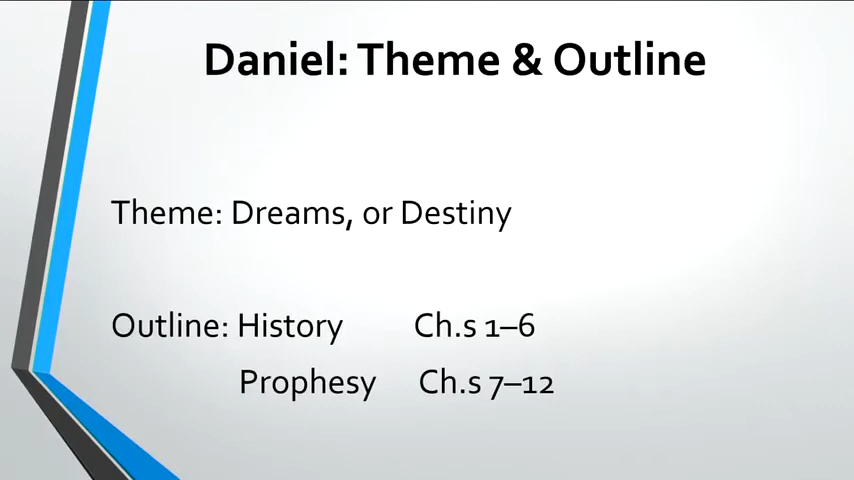 Daniel: Theme & Outline
Theme: Dreams, or Destiny
Outline: History Ch.s 1–6
Prophesy Ch.s 7–12